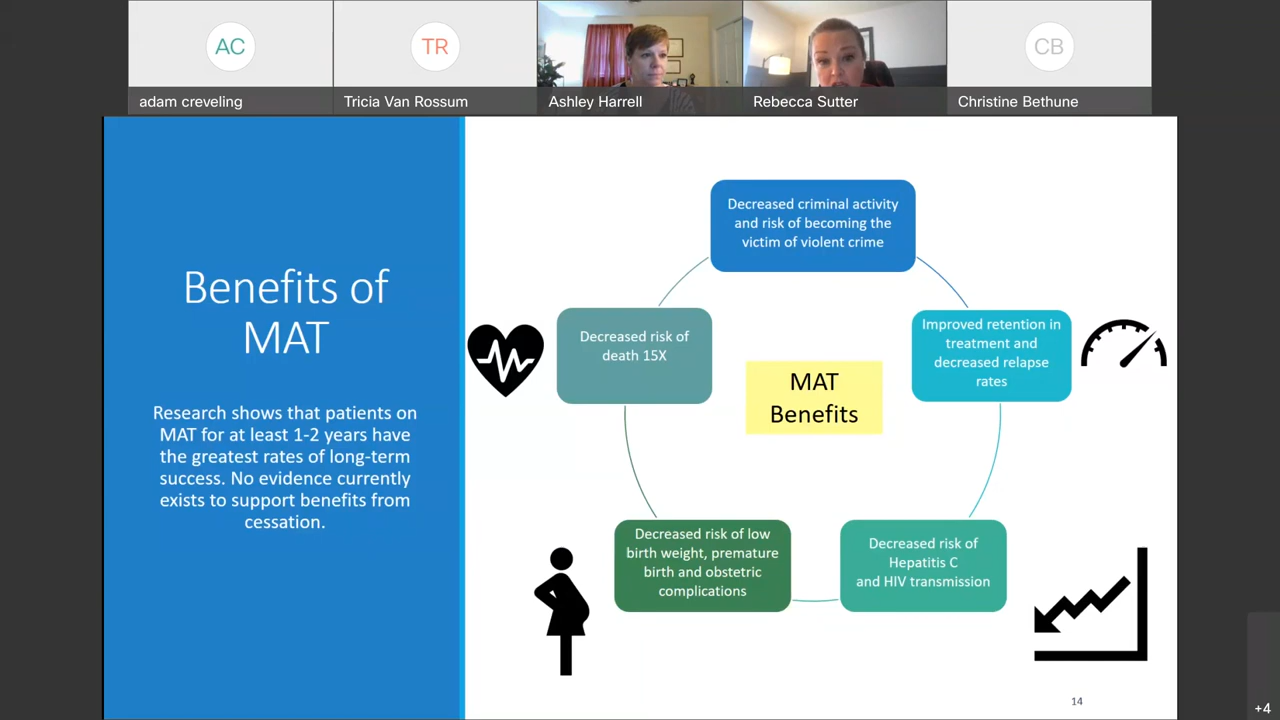 AC
TR
CB
adam creveling
Tricia Van Rossum
Ashley Harrell
Rebecca Sutter
Christine Bethune
Benefits of
MAT
Research shows that patients on
MAT for at least 1-2 years have
the greatest rates of long-term
success. No evidence currently
exists to support benefits from
cessation.
Decreased criminal activity
and risk of becoming the
victim of violent crime
Decreased risk of
death 15X
Improved retention in
treatment and
decreased relapse
rates
MAT
Benefits
Decreased risk of low
birth weight, premature
birth and obstetric
complications
Decreased risk of
Hepatitis C
and HIV transmission
14
+4